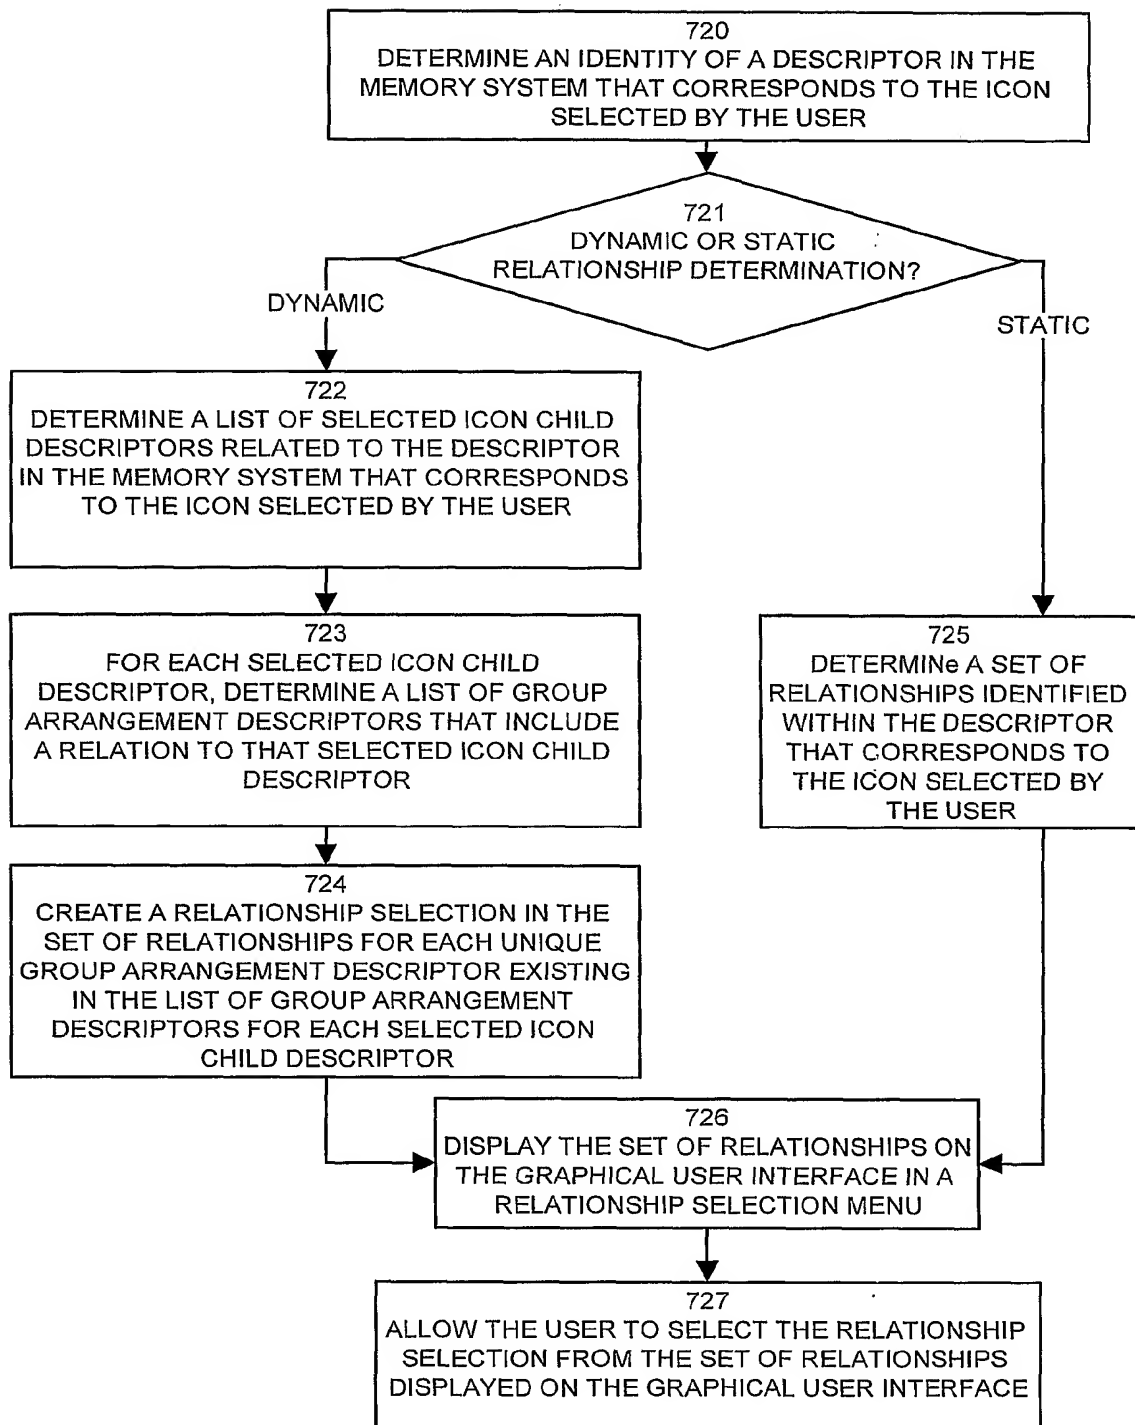 720
DETERMINE AN IDENTITY OF A DESCRIPTOR IN THE
MEMORY SYSTEM THAT CORRESPONDS TO THE ICON
SELECTED BY THE USER
721
DYNAMIC OR STATIC
RELATIONSHIP DETERMINATION?
DYNAMIC
STATIC
722
DETERMINE A LIST OF SELECTED ICON CHILD
DESCRIPTORS RELATED TO THE DESCRIPTOR
IN THE MEMORY SYSTEM THAT CORRESPONDS
TO THE ICON SELECTED BY THE USER
723
FOR EACH SELECTED ICON CHILD
DESCRIPTOR, DETERMINE A LIST OF GROUP
ARRANGEMENT DESCRIPTORS THAT INCLUDE
A RELATION TO THAT SELECTED ICON CHILD
DESCRIPTOR
725
DETERMINe A SET OF
RELATIONSHIPS IDENTIFIED
WITHIN THE DESCRIPTOR
THAT CORRESPONDS TO
THE ICON SELECTED BY
THE USER
724
CREATE A RELATIONSHIP SELECTION IN THE
SET OF RELATIONSHIPS FOR EACH UNIQUE
GROUP ARRANGEMENT DESCRIPTOR EXISTING
IN THE LIST OF GROUP ARRANGEMENT
DESCRIPTORS FOR EACH SELECTED ICON
CHILD DESCRIPTOR
726
DISPLAY THE SET OF RELATIONSHIPS ON
THE GRAPHICAL USER INTERFACE IN A
RELATIONSHIP SELECTION MENU
727
ALLOW THE USER TO SELECT THE RELATIONSHIP
SELECTION FROM THE SET OF RELATIONSHIPS
DISPLAYED ON THE GRAPHICAL USER INTERFACE